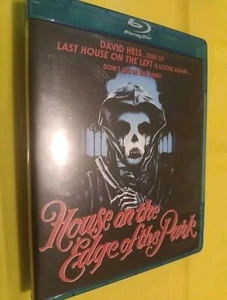 Blu-ray Disc
DAVID HESS...STAR OF
LAST HOUSE ON THE LEFT IS LOOSE AGAIN...
DON'T GO IN THE PARK!
House on the
Edge of the Park